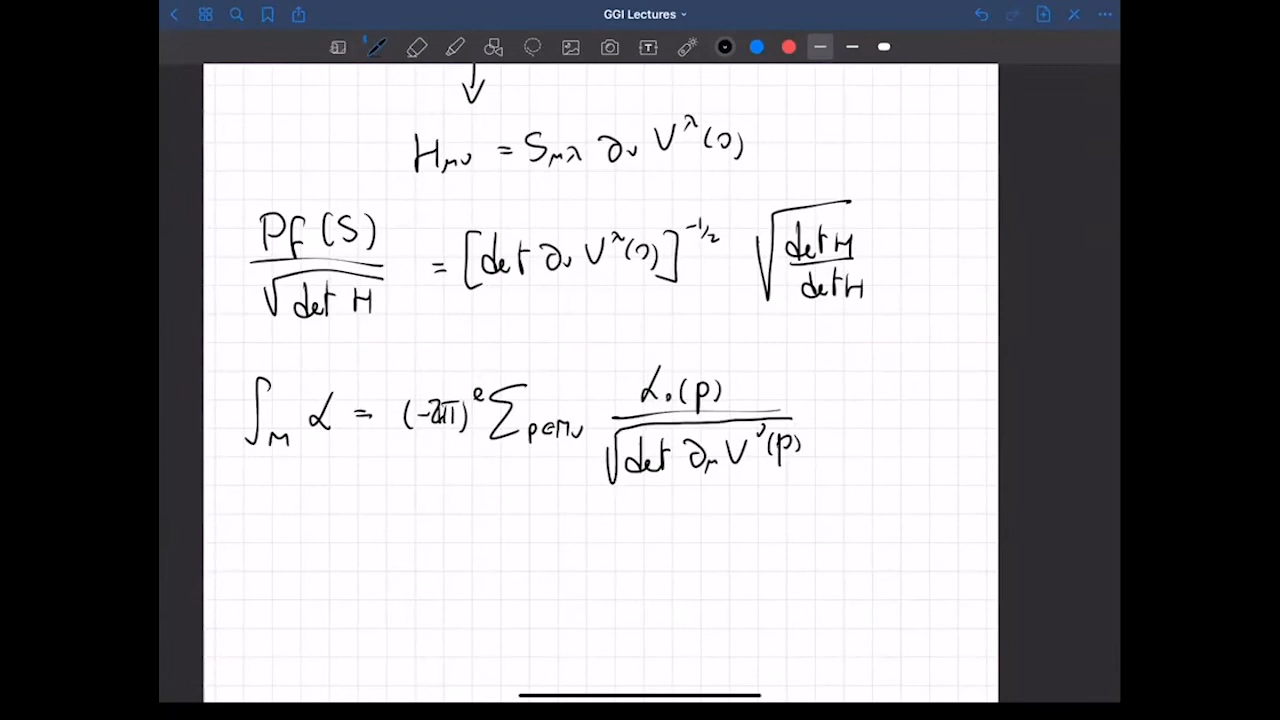 GGI Lectures
H_{μν} = S_{μλ} ∂_ν V^λ(0)
Pf(S) / √(det H) = [det ∂_ν V^λ(0)]^{-1/2} √(det H / det H)
∫_M α = (-2π)^ℓ Σ_{p∈M_V} α_0(p) / √(det ∂_μ V^ν(p))